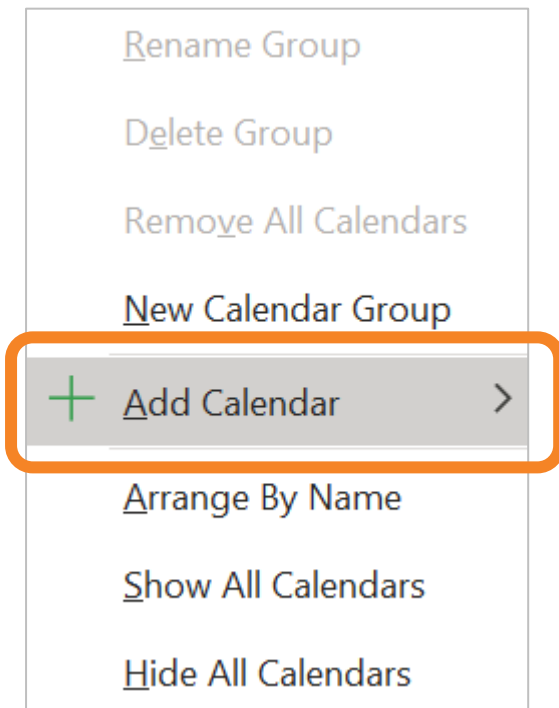 Rename Group
Delete Group
Remove All Calendars
New Calendar Group
Add Calendar
Arrange By Name
Show All Calendars
Hide All Calendars